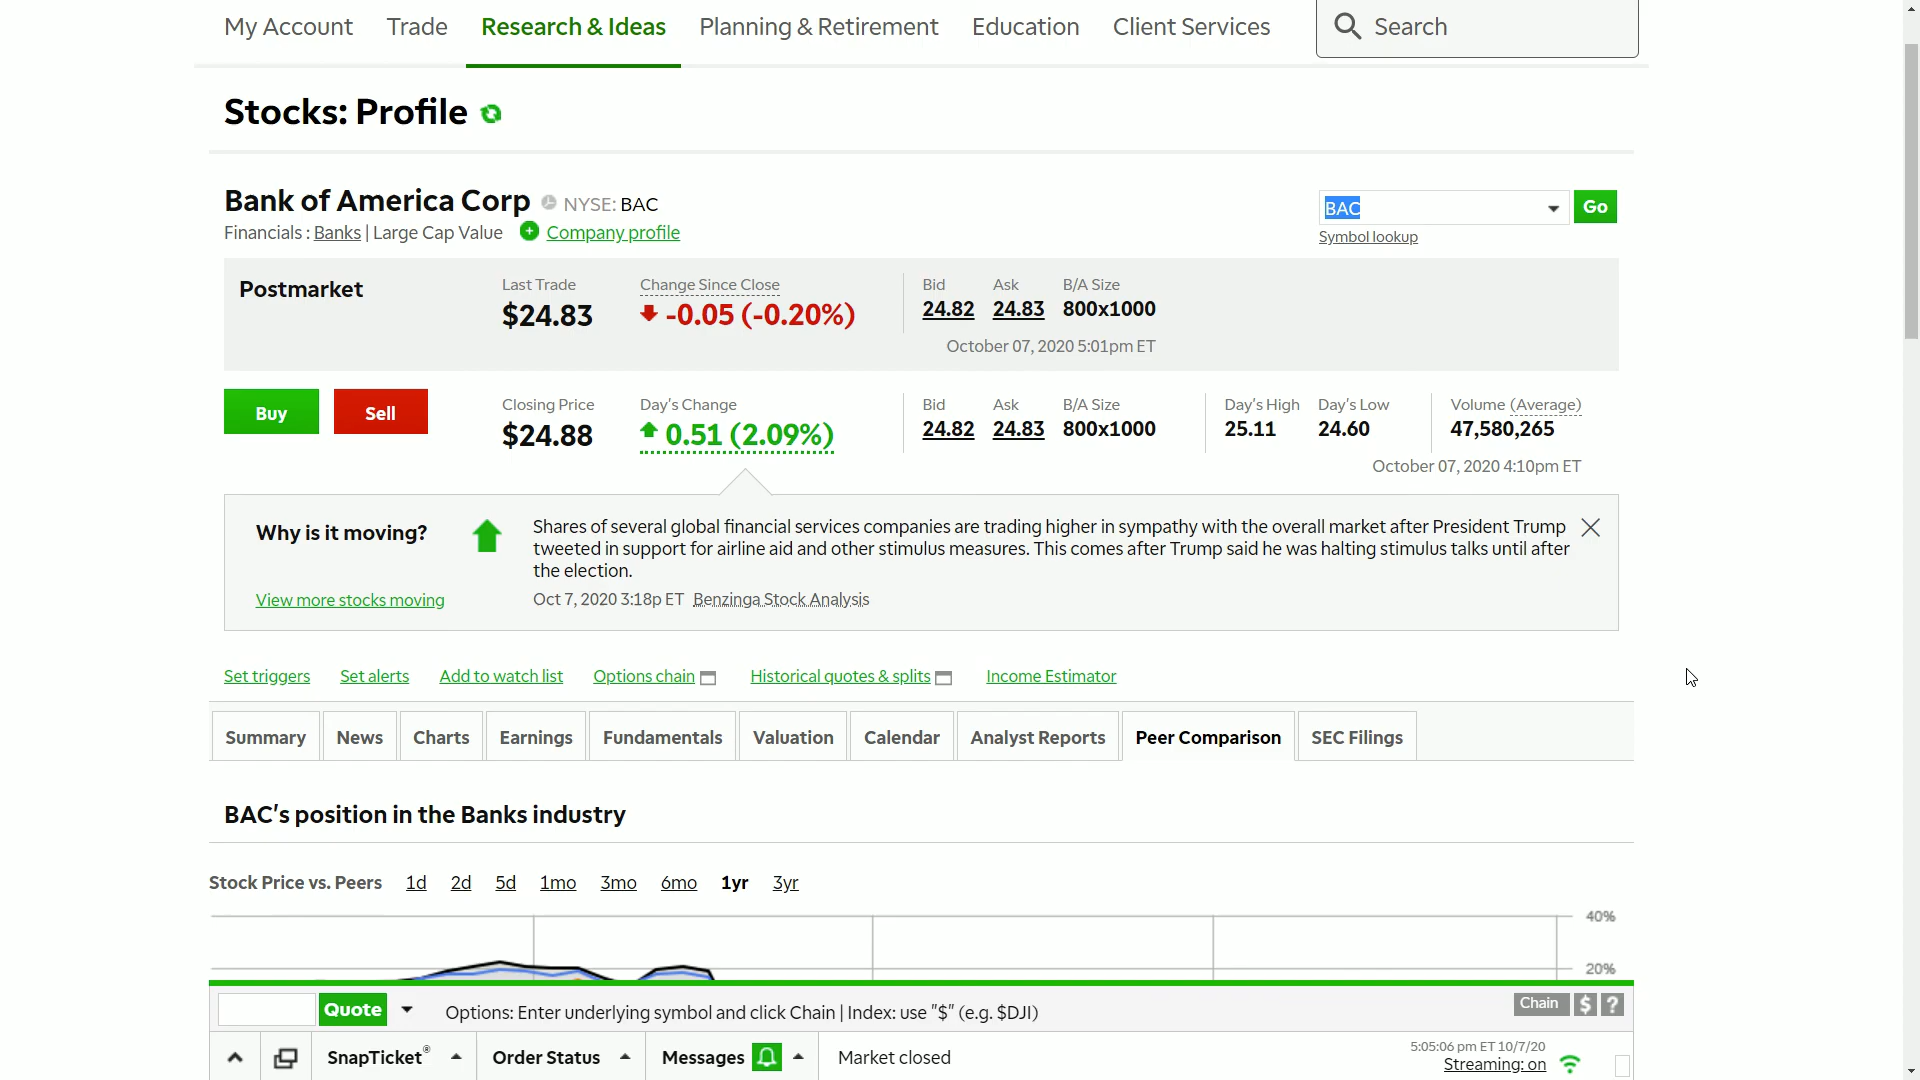 My Account Trade Research & Ideas Planning & Retirement Education Client Services Search
Stocks: Profile
Bank of America Corp NYSE: BAC
BAC Go
Financials : Banks | Large Cap Value + Company profile
Symbol lookup
Postmarket
Last Trade Change Since Close Bid Ask B/A Size
$24.83 -0.05 (-0.20%) 24.82 24.83 800x1000
October 07, 2020 5:01pm ET
Buy Sell
Closing Price Day's Change Bid Ask B/A Size Day's High Day's Low Volume (Average)
$24.88 0.51 (2.09%) 24.82 24.83 800x1000 25.11 24.60 47,580,265
October 07, 2020 4:10pm ET
Why is it moving?
Shares of several global financial services companies are trading higher in sympathy with the overall market after President Trump
tweeted in support for airline aid and other stimulus measures. This comes after Trump said he was halting stimulus talks until after
the election.
View more stocks moving
Oct 7, 2020 3:18p ET Benzinga Stock Analysis
Set triggers Set alerts Add to watch list Options chain Historical quotes & splits Income Estimator
Summary News Charts Earnings Fundamentals Valuation Calendar Analyst Reports Peer Comparison SEC Filings
BAC's position in the Banks industry
Stock Price vs. Peers 1d 2d 5d 1mo 3mo 6mo 1yr 3yr
40%
20%
Quote Options: Enter underlying symbol and click Chain | Index: use "$" (e.g. $DJI) Chain $ ?
SnapTicket® Order Status Messages Market closed
5:05:06 pm ET 10/7/20
Streaming: on